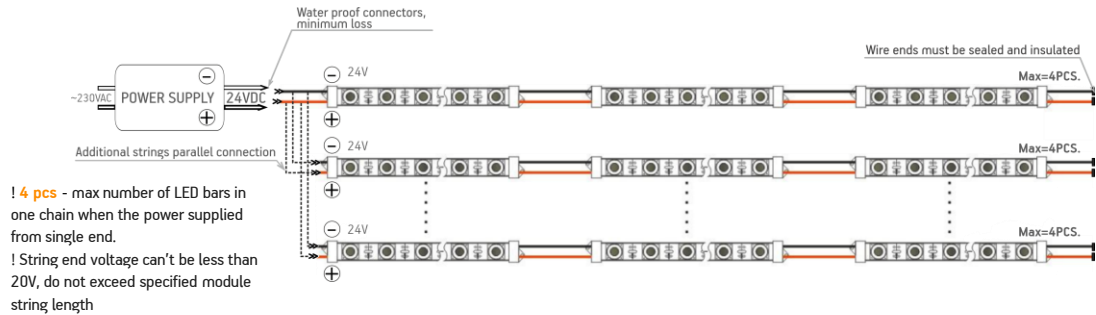 Water proof connectors,
minimum loss
Wire ends must be sealed and insulated
24V
Max=4PCS.
~230VAC
POWER SUPPLY
24VDC
Additional strings parallel connection
24V
Max=4PCS.
! 4 pcs - max number of LED bars in
one chain when the power supplied
from single end.
! String end voltage can't be less than
20V, do not exceed specified module
string length
24V
Max=4PCS.